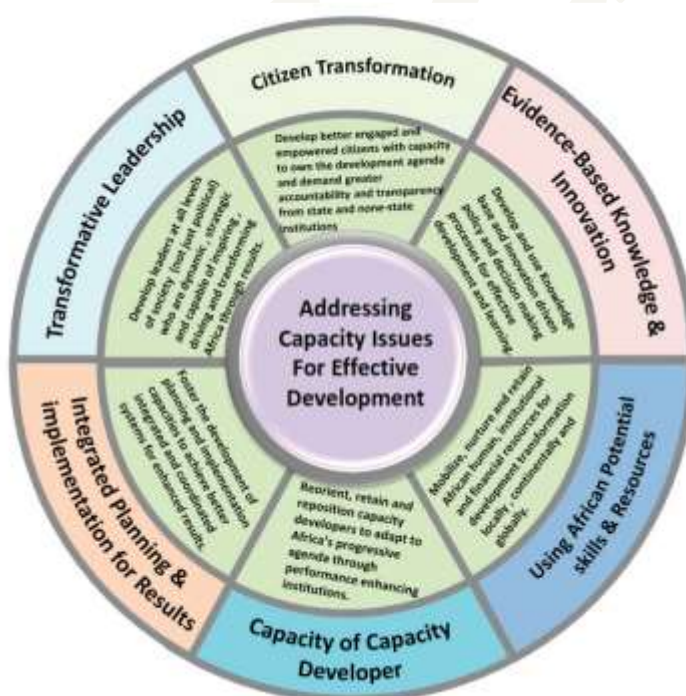 Citizen Transformation
Develop better engaged and
empowered citizens with capacity
to own the development agenda
and demand greater
accountability and transparency
from state and none-state
institutions
Evidence-Based Knowledge &
Innovation
Develop and use Knowledge
base and innovation driven
policy and decision making
processes for effective
development and learning
Using African Potential
skills & Resources
Mobilize, nurture and retain
African human, institutional
and financial resources for
development transformation
locally, continentally and
globally.
Capacity of Capacity
Developer
Reorient, retain and
reposition capacity
developers to adapt to
Africa's progressive
agenda through
performance enhancing
institutions.
Integrated Planning &
implementation for Results
Foster the development of
planning and implementation
capacities to achieve better
integrated and coordinated
systems for enhanced results.
Transformative Leadership
Develop leaders at all levels
of society (not just political)
who are dynamic, strategic
and capable of inspiring,
driving and transforming
Africa through results.
Addressing
Capacity Issues
For Effective
Development